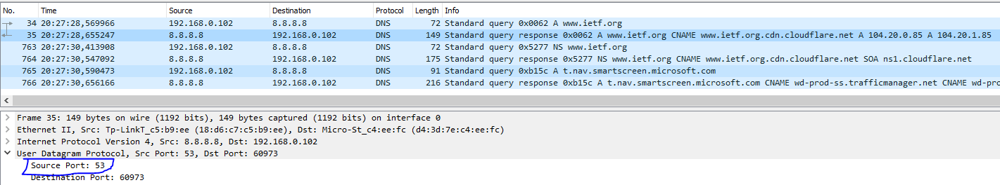 No. Time Source Destination Protocol Length Info
34 20:27:28,569966 192.168.0.102 8.8.8.8 DNS 72 Standard query 0x0062 A www.ietf.org
35 20:27:28,655247 8.8.8.8 192.168.0.102 DNS 149 Standard query response 0x0062 A www.ietf.org CNAME www.ietf.org.cdn.cloudflare.net A 104.20.0.85 A 104.20.1.85
763 20:27:30,413908 192.168.0.102 8.8.8.8 DNS 72 Standard query 0x5277 NS www.ietf.org
764 20:27:30,547092 8.8.8.8 192.168.0.102 DNS 175 Standard query response 0x5277 NS www.ietf.org CNAME www.ietf.org.cdn.cloudflare.net SOA ns1.cloudflare.net
765 20:27:30,590473 192.168.0.102 8.8.8.8 DNS 91 Standard query 0xb15c A t.nav.smartscreen.microsoft.com
766 20:27:30,656166 8.8.8.8 192.168.0.102 DNS 216 Standard query response 0xb15c A t.nav.smartscreen.microsoft.com CNAME wd-prod-ss.trafficmanager.net CNAME wd-pro
Frame 35: 149 bytes on wire (1192 bits), 149 bytes captured (1192 bits) on interface 0
Ethernet II, Src: Tp-LinkT_c5:b9:ee (18:d6:c7:c5:b9:ee), Dst: Micro-St_c4:ee:fc (d4:3d:7e:c4:ee:fc)
Internet Protocol Version 4, Src: 8.8.8.8, Dst: 192.168.0.102
User Datagram Protocol, Src Port: 53, Dst Port: 60973
Source Port: 53
Destination Port: 60973